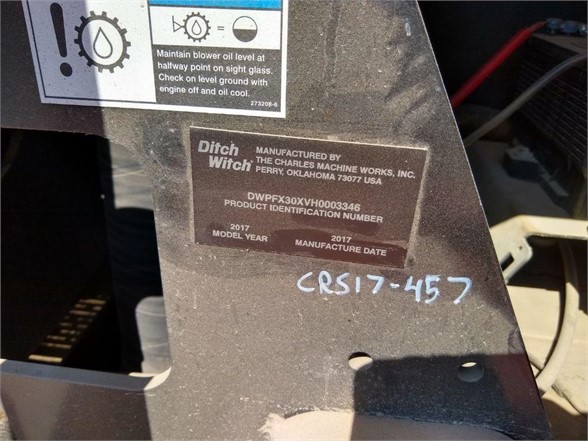 Maintain blower oil level at
halfway point on sight glass.
Check on level ground with
engine off and oil cool.
273208-6
Ditch Witch®
MANUFACTURED BY
THE CHARLES MACHINE WORKS, INC.
PERRY, OKLAHOMA 73077 USA
DWPFX30XVH0003346
PRODUCT IDENTIFICATION NUMBER
2017
MODEL YEAR
2017
MANUFACTURE DATE
CRS17-457